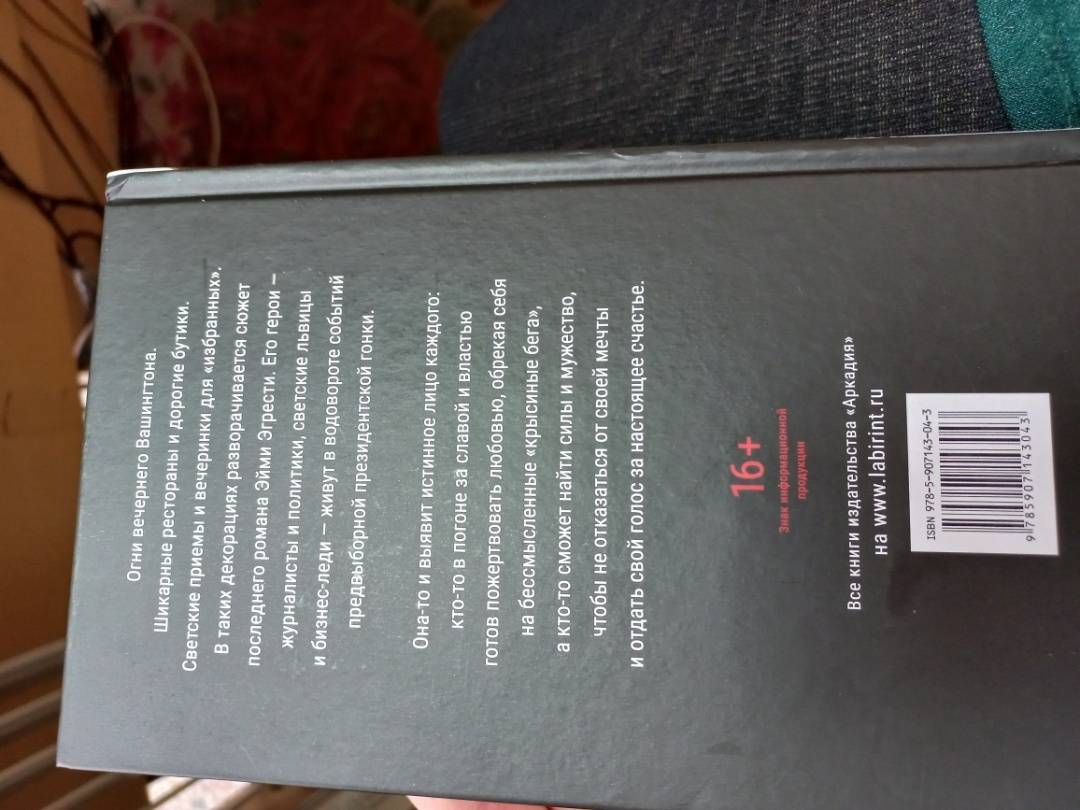 Огни вечернего Вашингтона.
Шикарные рестораны и дорогие бутики.
Светские приемы и вечеринки для «избранных».
В таких декорациях разворачивается сюжет
последнего романа Эйми Эгрести. Его герои —
журналисты и политики, светские львицы
и бизнес-леди — живут в водовороте событий
предвыборной президентской гонки.
Она-то и выявит истинное лицо каждого:
кто-то в погоне за славой и властью
готов пожертвовать любовью, обрекая себя
на бессмысленные «крысиные бега»,
а кто-то сможет найти силы и мужество,
чтобы не отказаться от своей мечты
и отдать свой голос за настоящее счастье.
16+
Знак информационной
продукции
Все книги издательства «Аркадия»
на www.labirint.ru
ISBN 978-5-907143-04-3
9 785907 143043